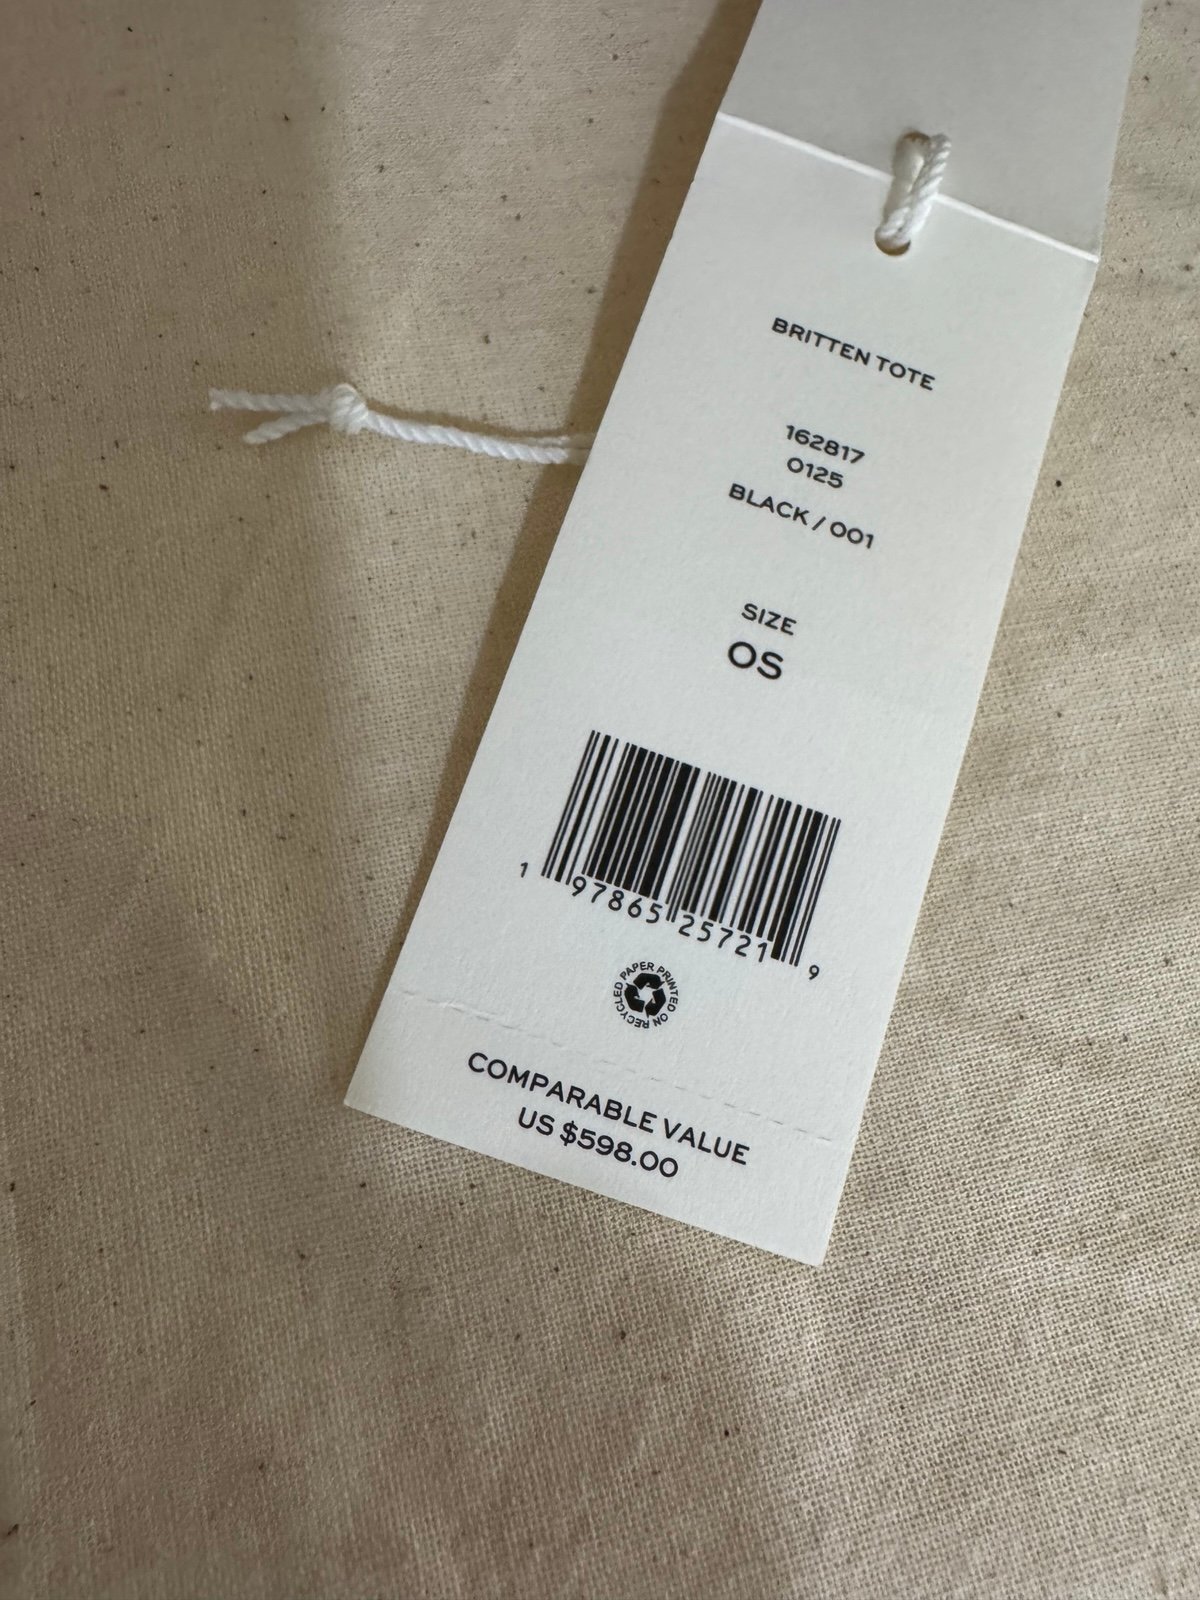 BRITTEN TOTE
162817
0125
BLACK / 001
SIZE
OS
1 97865 25721 9
PAPER PRINTED ON RECYCLED
COMPARABLE VALUE
US $598.00